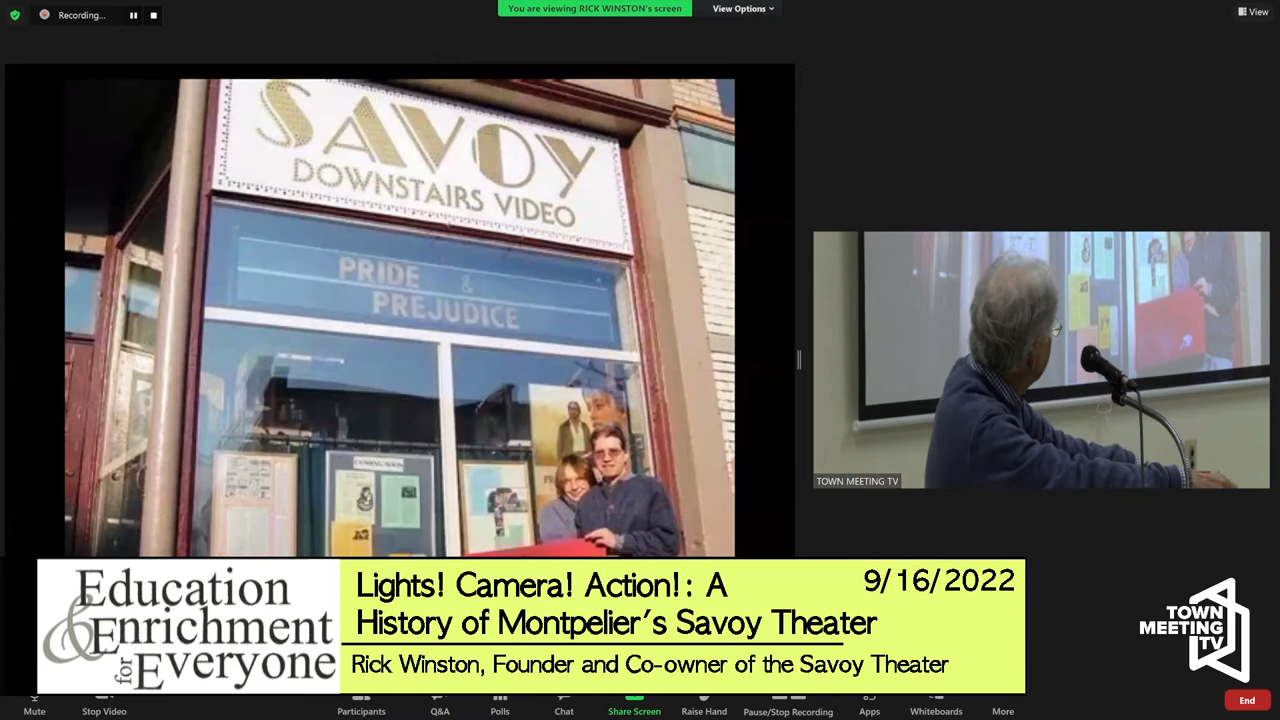 Recording...
You are viewing RICK WINSTON's screen
View Options
View
SAVOY
DOWNSTAIRS VIDEO
PRIDE &
PREJUDICE
COMING SOON
TOWN MEETING TV
Education
& Enrichment
for Everyone
Lights! Camera! Action!: A
History of Montpelier's Savoy Theater
9/16/2022
Rick Winston, Founder and Co-owner of the Savoy Theater
TOWN
MEETING
TV
Mute
Stop Video
Participants
Q&A
Polls
Chat
Share Screen
Raise Hand
Pause/Stop Recording
Apps
Whiteboards
More
End